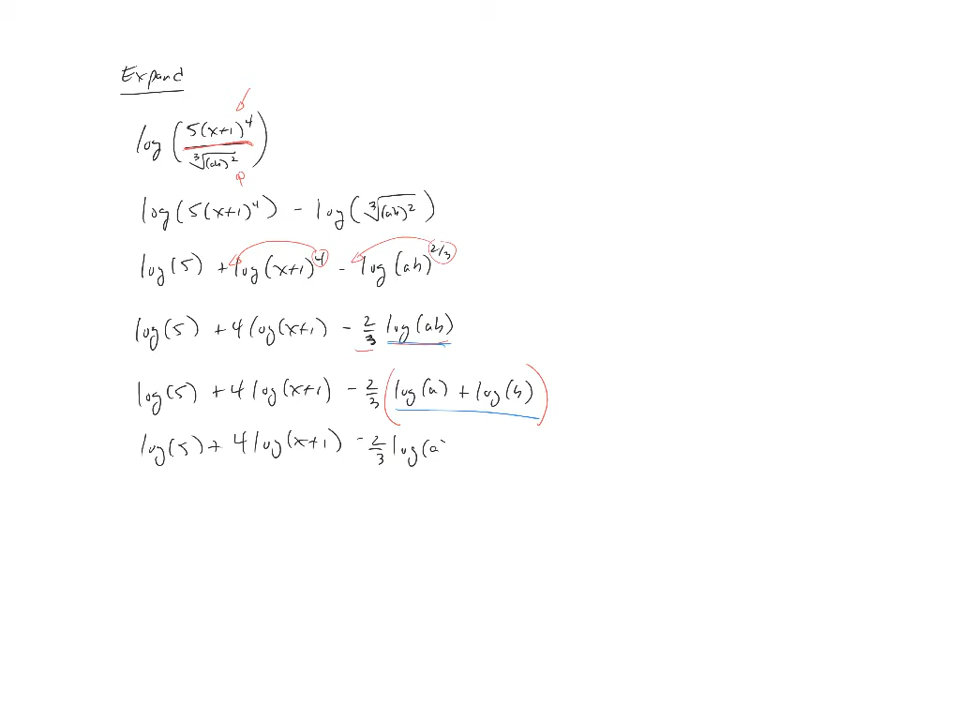 Expand
log(5(x+1)^4 / ∛(ab)^2)
log(5(x+1)^4) - log(∛(ab)^2)
log(5) + log(x+1)^4 - log(ab)^2/3
log(5) + 4 log(x+1) - 2/3 log(ab)
log(5) + 4 log(x+1) - 2/3 (log(a) + log(b))
log(5) + 4 log(x+1) - 2/3 log(a